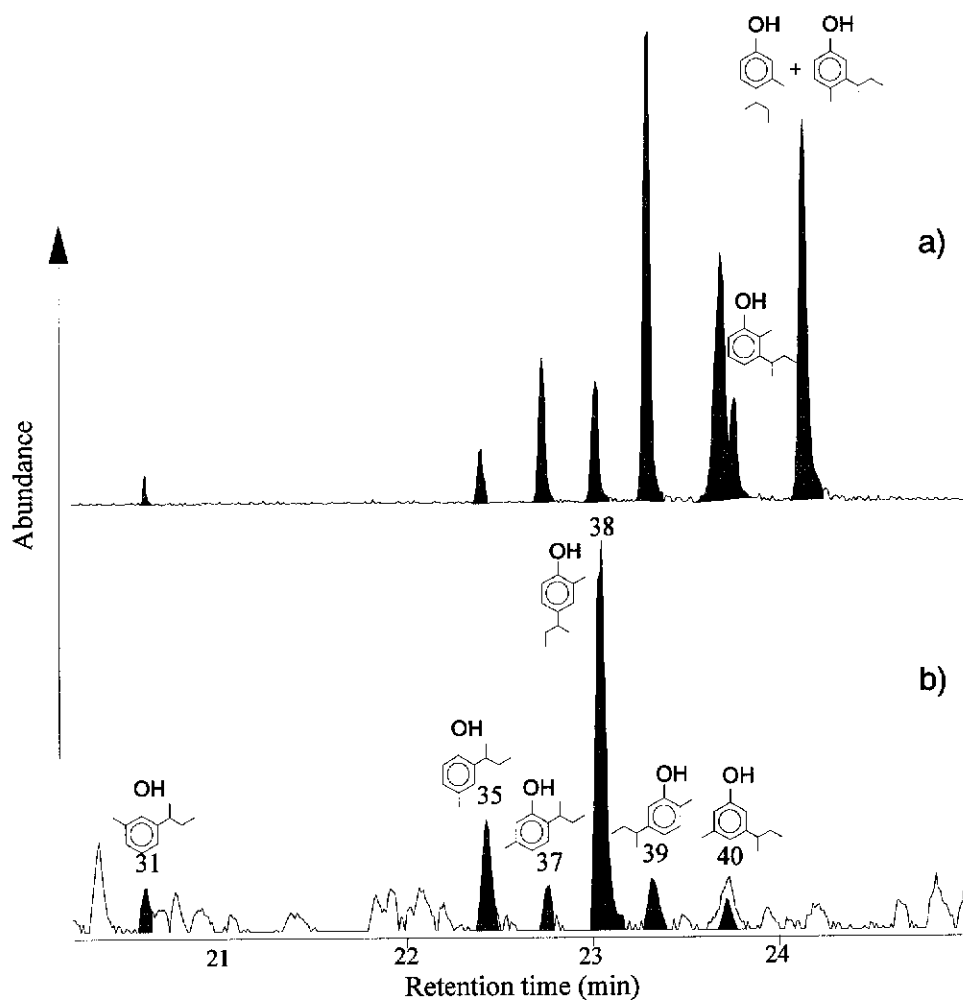 OH OH
+
a)
OH
Abundance
38
OH
b)
OH
35
OH
37
OH
39
OH
40
OH
31
21 22 23 24
Retention time (min)